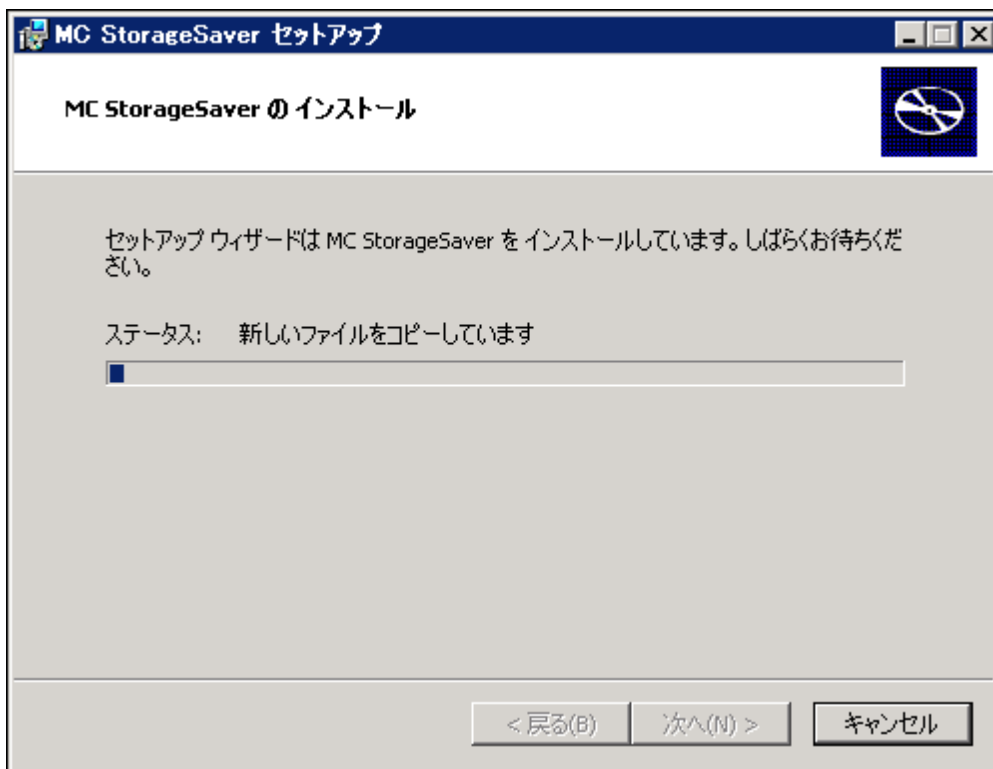 MC StorageSaver セットアップ
MC StorageSaver の インストール
セットアップ ウィザードは MC StorageSaver を インストールしています。しばらくお待ちくだ
さい。
ステータス: 新しいファイルをコピーしています
< 戻る(B) 次へ(N) > キャンセル